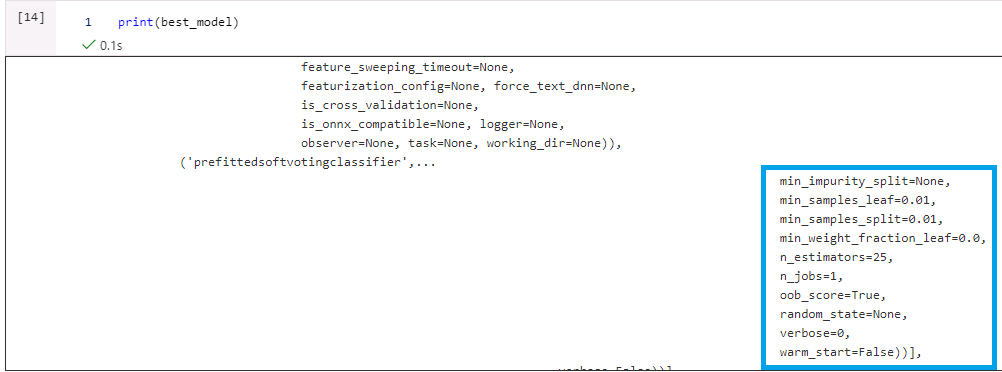 [14]
1 print(best_model)
0.1s
feature_sweeping_timeout=None,
featurization_config=None, force_text_dnn=None,
is_cross_validation=None,
is_onnx_compatible=None, logger=None,
observer=None, task=None, working_dir=None)),
('prefittedsoftvotingclassifier',...
min_impurity_split=None,
min_samples_leaf=0.01,
min_samples_split=0.01,
min_weight_fraction_leaf=0.0,
n_estimators=25,
n_jobs=1,
oob_score=True,
random_state=None,
verbose=0,
warm_start=False))],
verbose=False))]